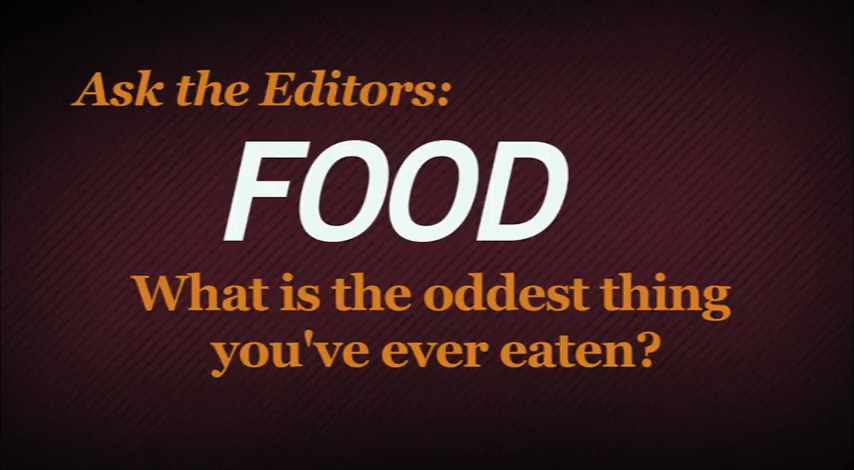 Ask the Editors:
FOOD
What is the oddest thing
you've ever eaten?